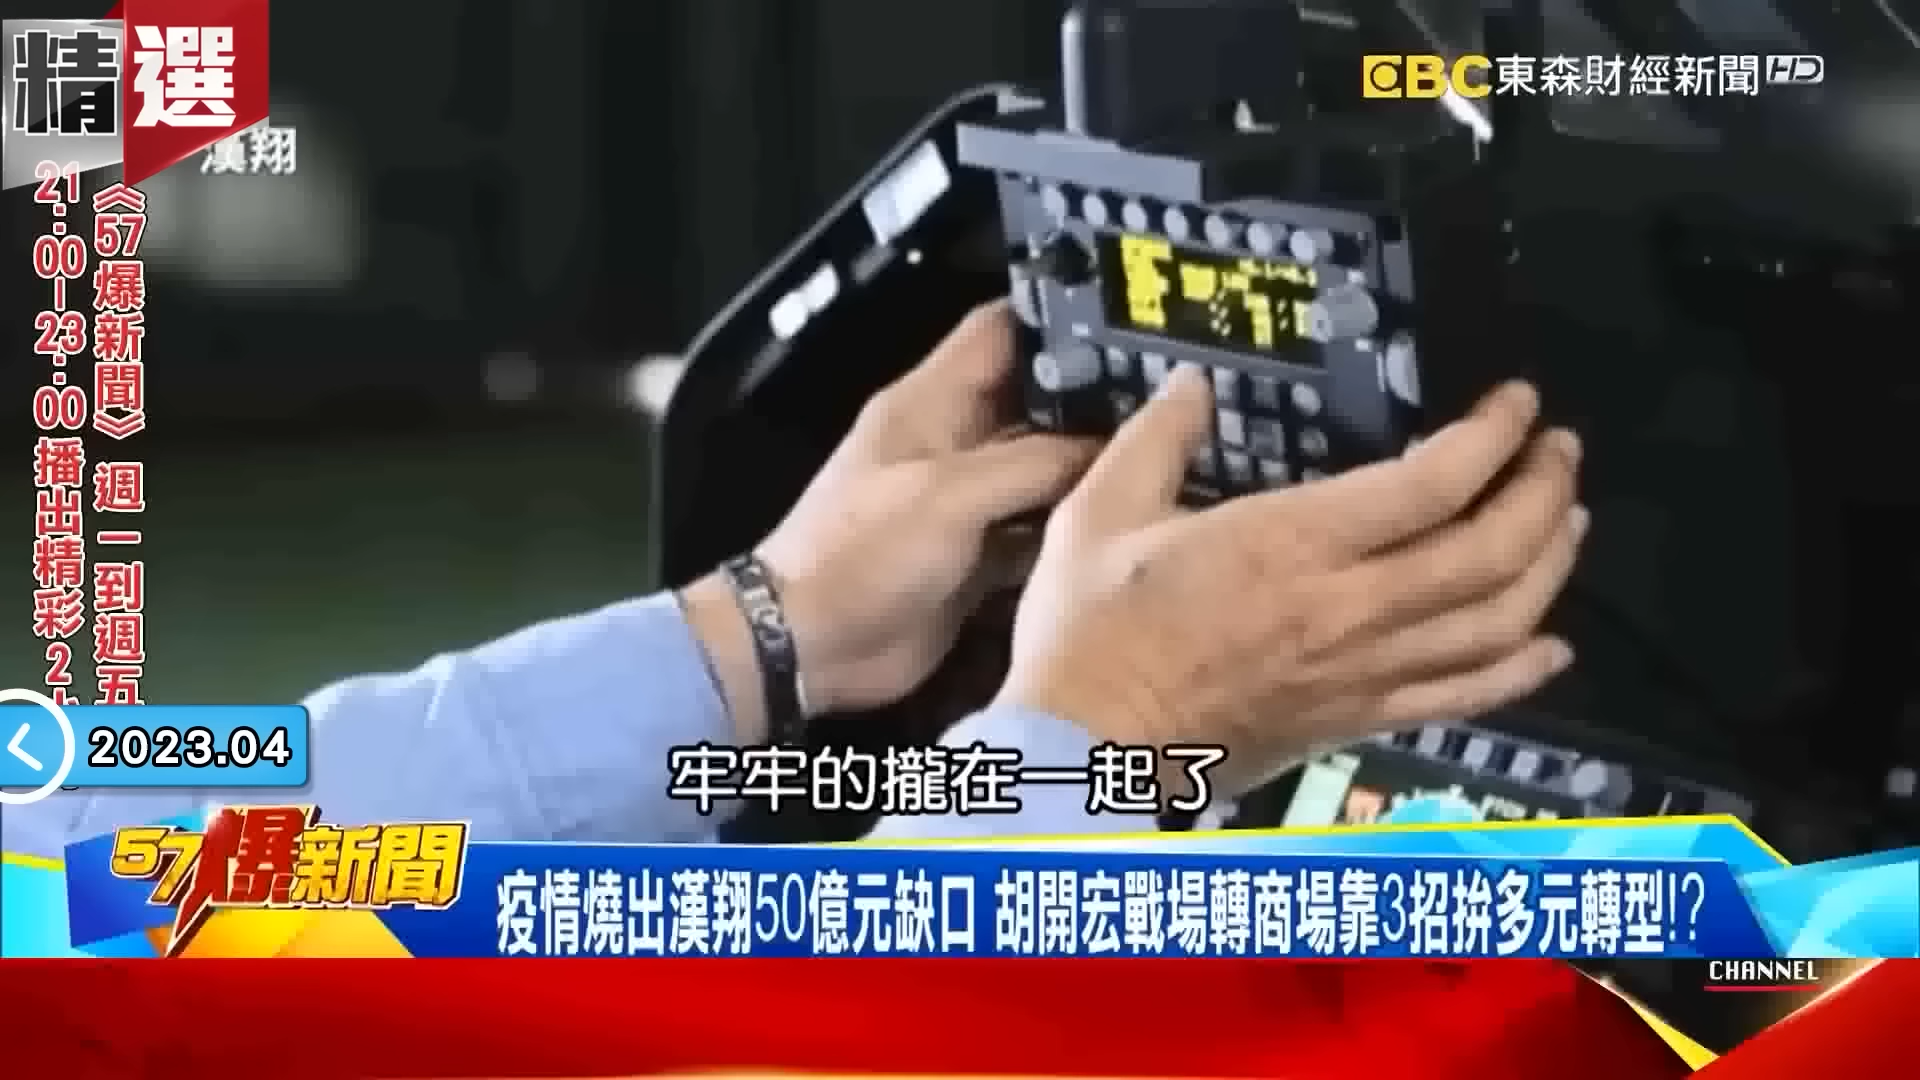 精選
漢翔
EBC東森財經新聞HD
《57爆新聞》週一到週五
21:00-23:00播出精彩2小
2023.04
牢牢的攏在一起了
57爆新聞
疫情燒出漢翔50億元缺口 胡開宏戰場轉商場靠3招拚多元轉型!?
CHANNEL